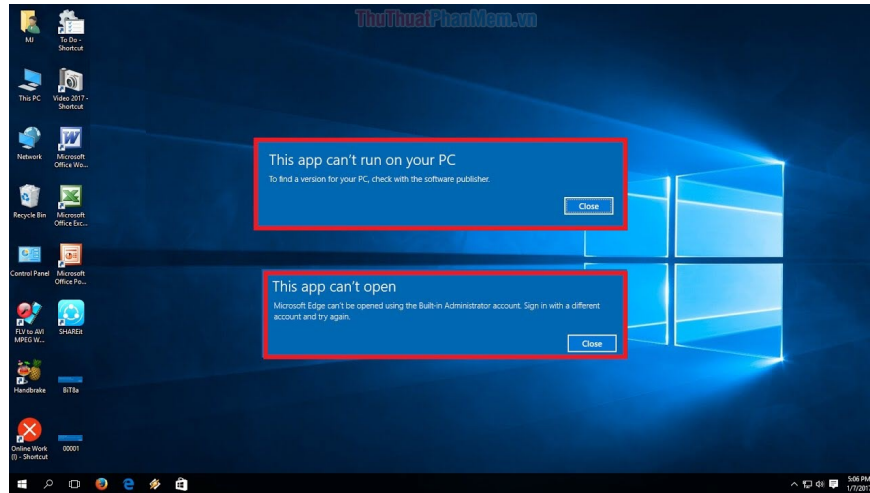 ThuThuatPhanMem.vn
MJ
To Do -
Shortcut
This PC
Video 2017 -
Shortcut
Network
Microsoft
Office Wo...
Recycle Bin
Microsoft
Office Exc...
Control Panel
Microsoft
Office Po...
FLV to AVI
MPEG W...
SHAREit
Handbrake
BiT8a
Online Work
(I) - Shortcut
00001
This app can't run on your PC
To find a version for your PC, check with the software publisher.
Close
This app can't open
Microsoft Edge can't be opened using the Built-in Administrator account. Sign in with a different
account and try again.
Close
5:06 PM
1/7/2017